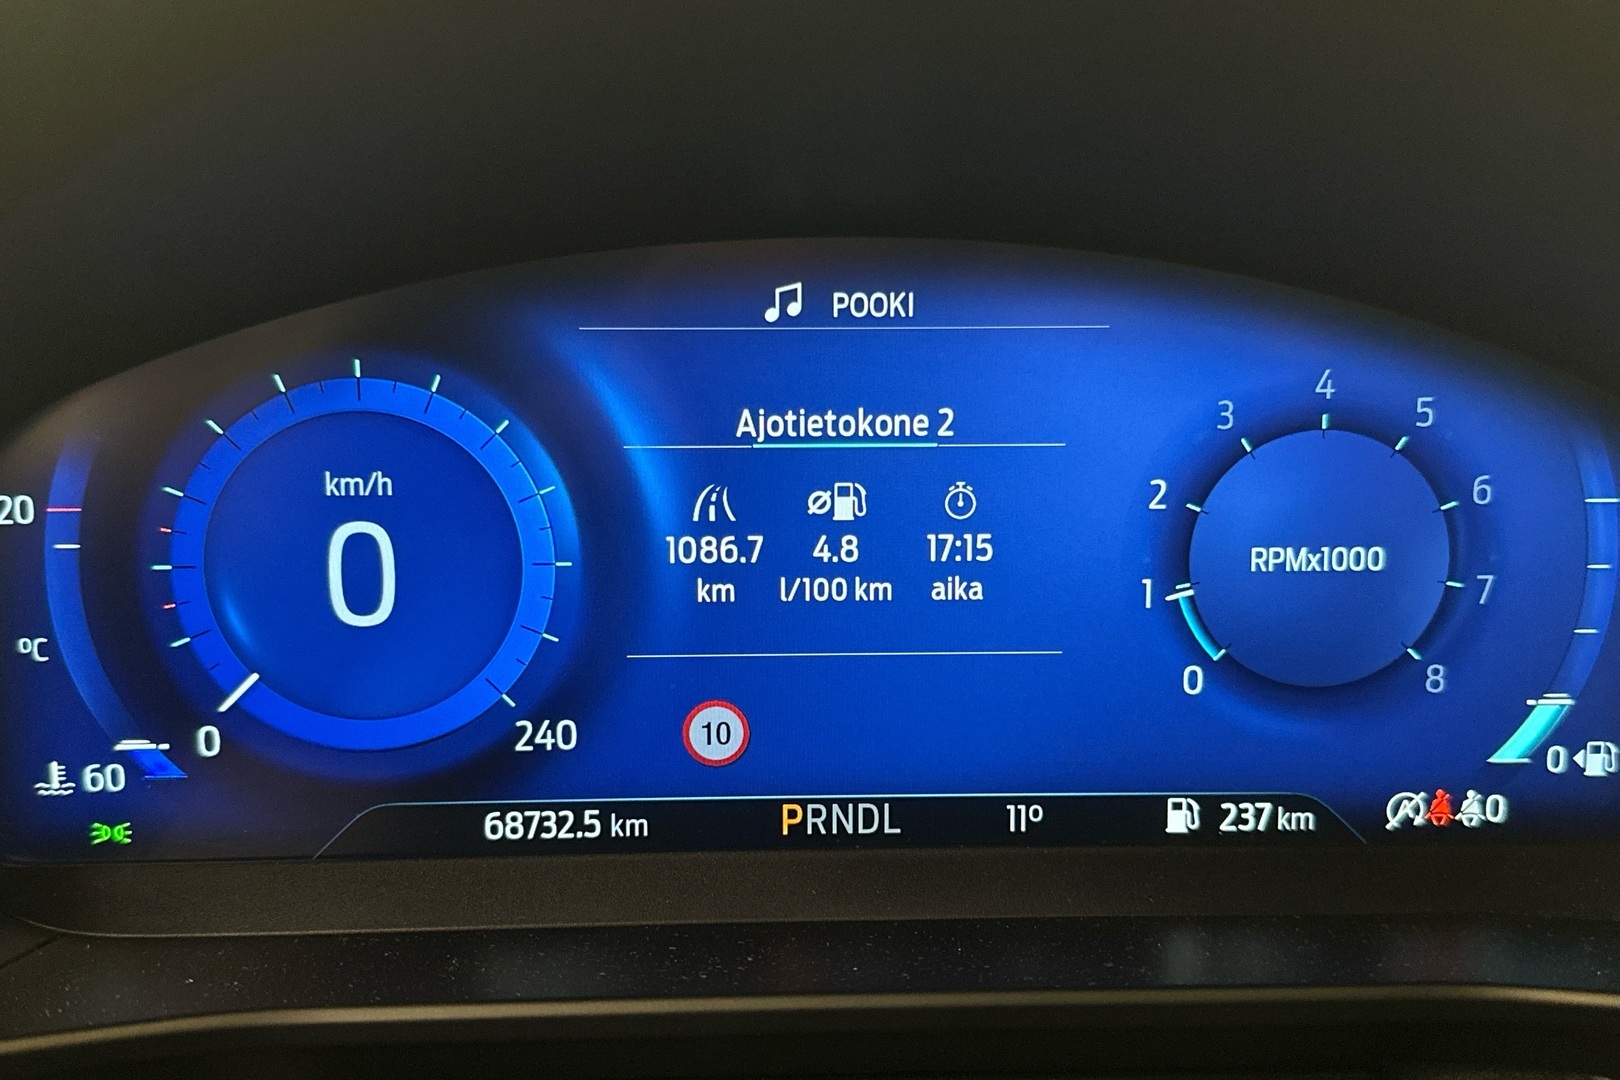 POOKI
Ajotietokone 2
1086.7 4.8 17:15
km l/100 km aika
km/h
0
0
240
20
°C
60
RPMx1000
0
1
2
3
4
5
6
7
8
10
0
68732.5 km
PRNDL
11°
237 km
0